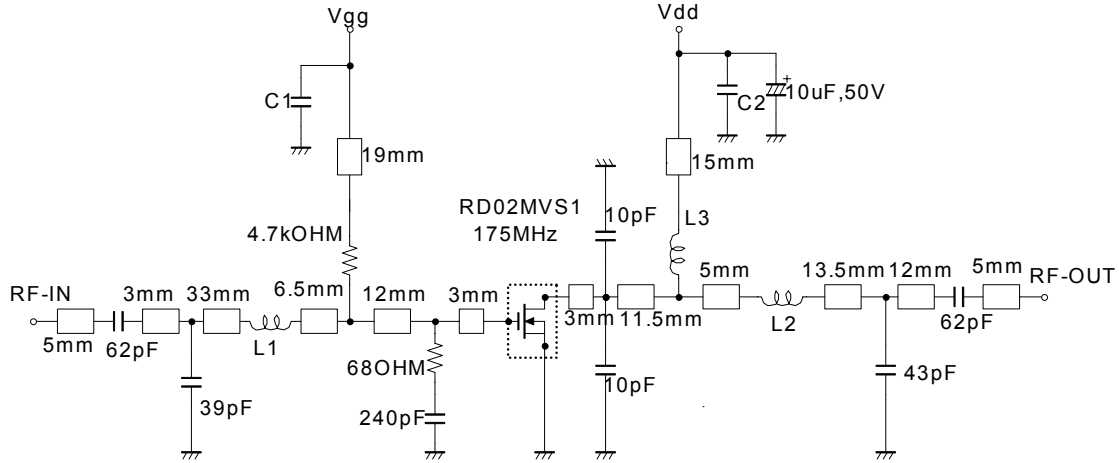 Vgg
Vdd
C1
C2
10uF,50V
+
19mm
15mm
RD02MVS1
175MHz
10pF
L3
4.7kOHM
RF-IN
3mm
33mm
6.5mm
12mm
3mm
5mm
13.5mm
12mm
5mm
RF-OUT
5mm
62pF
L1
3mm
11.5mm
L2
62pF
68OHM
39pF
240pF
10pF
43pF